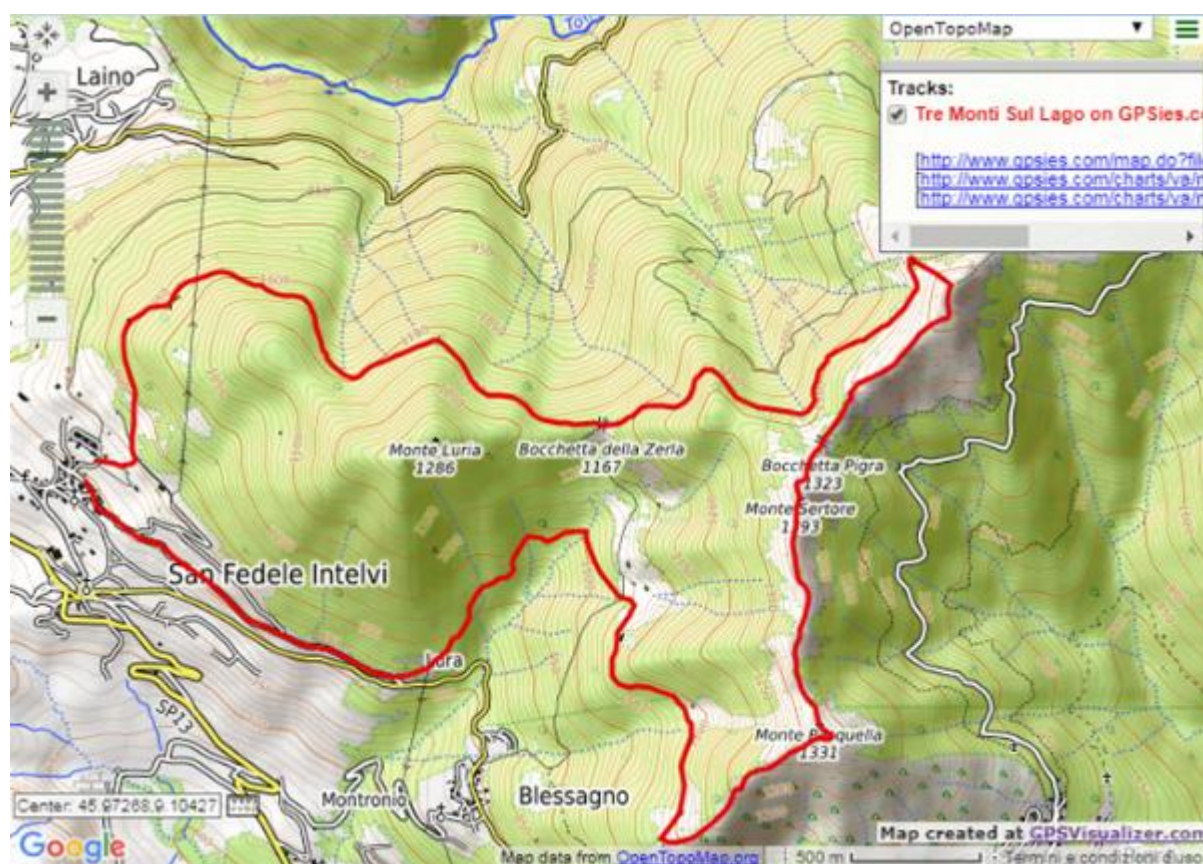 OpenTopoMap
Laino
Tracks:
Tre Monti Sul Lago on GPSies.c
[http://www.gpsies.com/map.do?fil
[http://www.gpsies.com/charts/va/
[http://www.gpsies.com/charts/va/
Monte Luria
1286
Bocchetta della Zerla
1167
Bocchetta Pigra
1323
Monte Sertore
San Fedele Intelvi
Lura
SP13
Monte
1331
Montronio
Blessagno
Center: 45.97268,9.10427
Google
Map created at GPSVisualizer.com
Map data from OpenTopoMap.org
500 m
Termini e condizioni d'uso